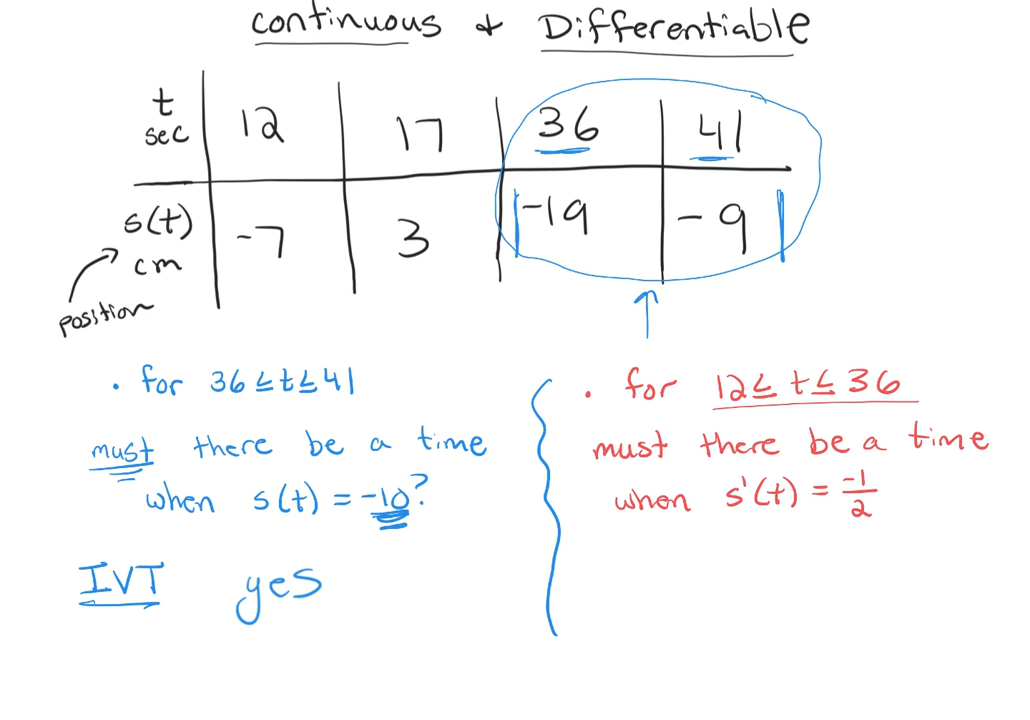 continuous & Differentiable
t sec 12 17 36 41
s(t) cm -7 3 -19 -9
position
• for 36 ≤ t ≤ 41
must there be a time
when s(t) = -10?
IVT yes
• for 12 ≤ t ≤ 36
must there be a time
when s'(t) = -1/2